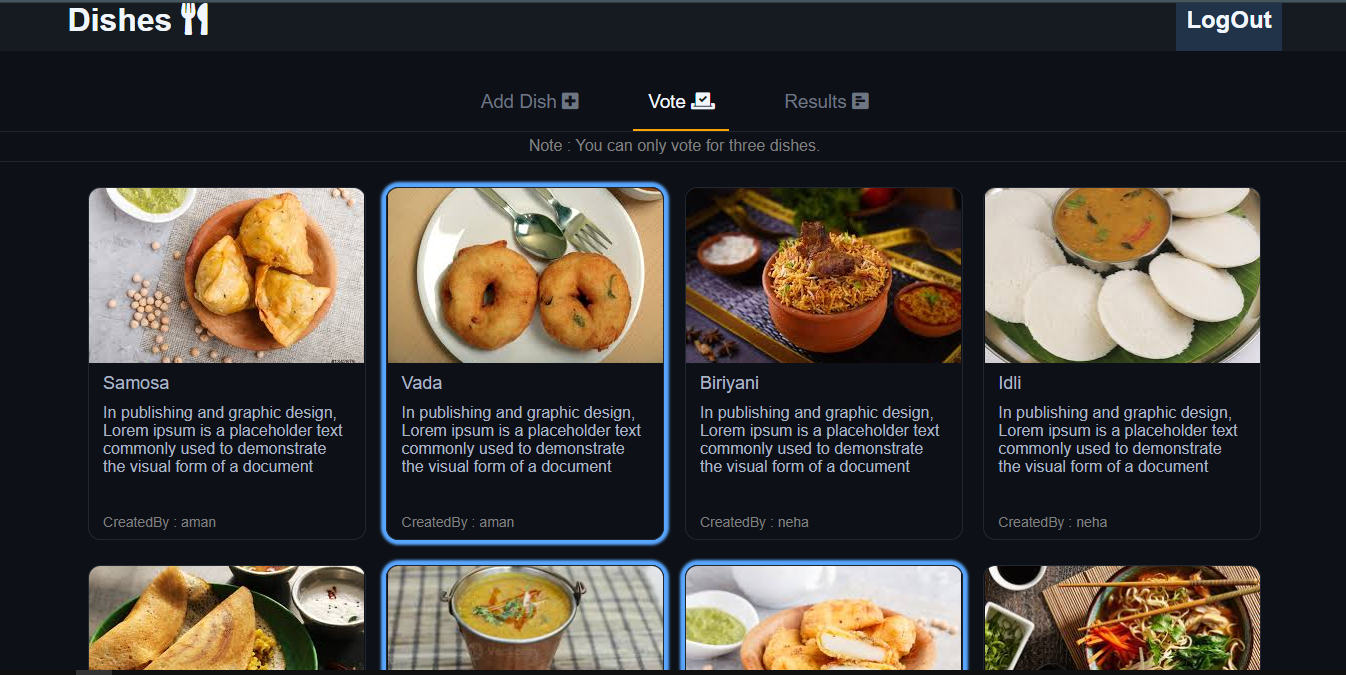 Dishes
LogOut
Add Dish
Vote
Results
Note : You can only vote for three dishes.
Samosa
In publishing and graphic design,
Lorem ipsum is a placeholder text
commonly used to demonstrate
the visual form of a document
CreatedBy : aman
Vada
In publishing and graphic design,
Lorem ipsum is a placeholder text
commonly used to demonstrate
the visual form of a document
CreatedBy : aman
Biriyani
In publishing and graphic design,
Lorem ipsum is a placeholder text
commonly used to demonstrate
the visual form of a document
CreatedBy : neha
Idli
In publishing and graphic design,
Lorem ipsum is a placeholder text
commonly used to demonstrate
the visual form of a document
CreatedBy : neha